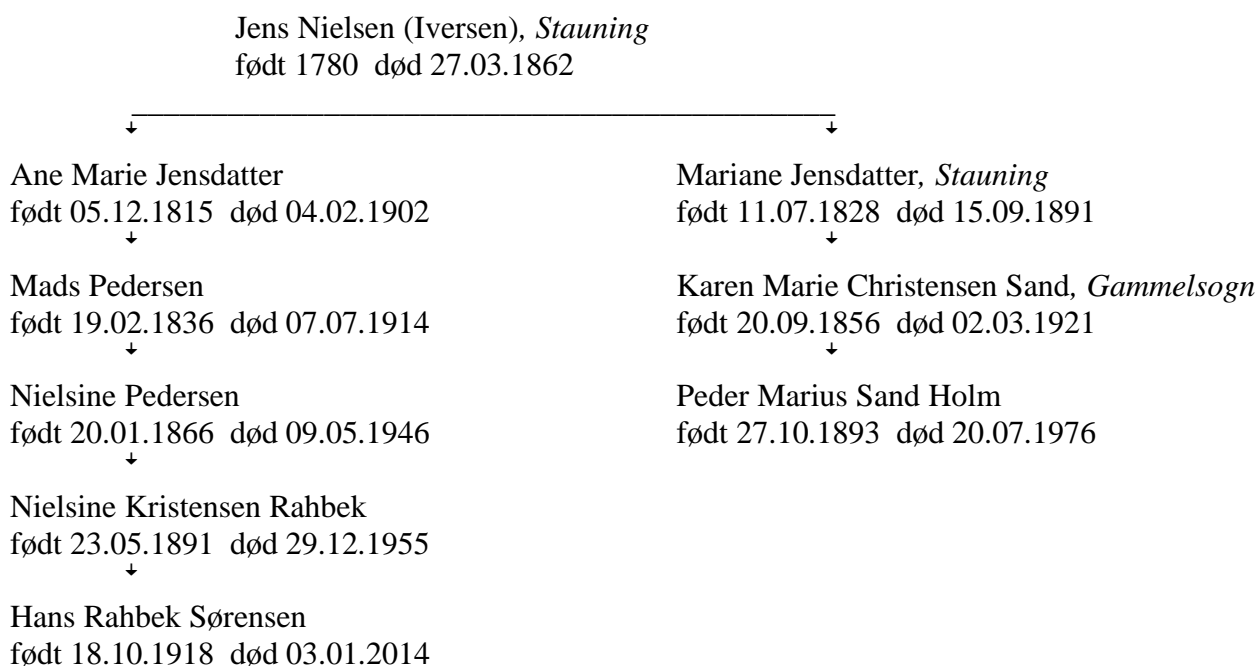 Jens Nielsen (Iversen), Stauning
født 1780 død 27.03.1862
Ane Marie Jensdatter
født 05.12.1815 død 04.02.1902
Mads Pedersen
født 19.02.1836 død 07.07.1914
Nielsine Pedersen
født 20.01.1866 død 09.05.1946
Nielsine Kristensen Rahbek
født 23.05.1891 død 29.12.1955
Hans Rahbek Sørensen
født 18.10.1918 død 03.01.2014
Mariane Jensdatter, Stauning
født 11.07.1828 død 15.09.1891
Karen Marie Christensen Sand, Gammelsogn
født 20.09.1856 død 02.03.1921
Peder Marius Sand Holm
født 27.10.1893 død 20.07.1976